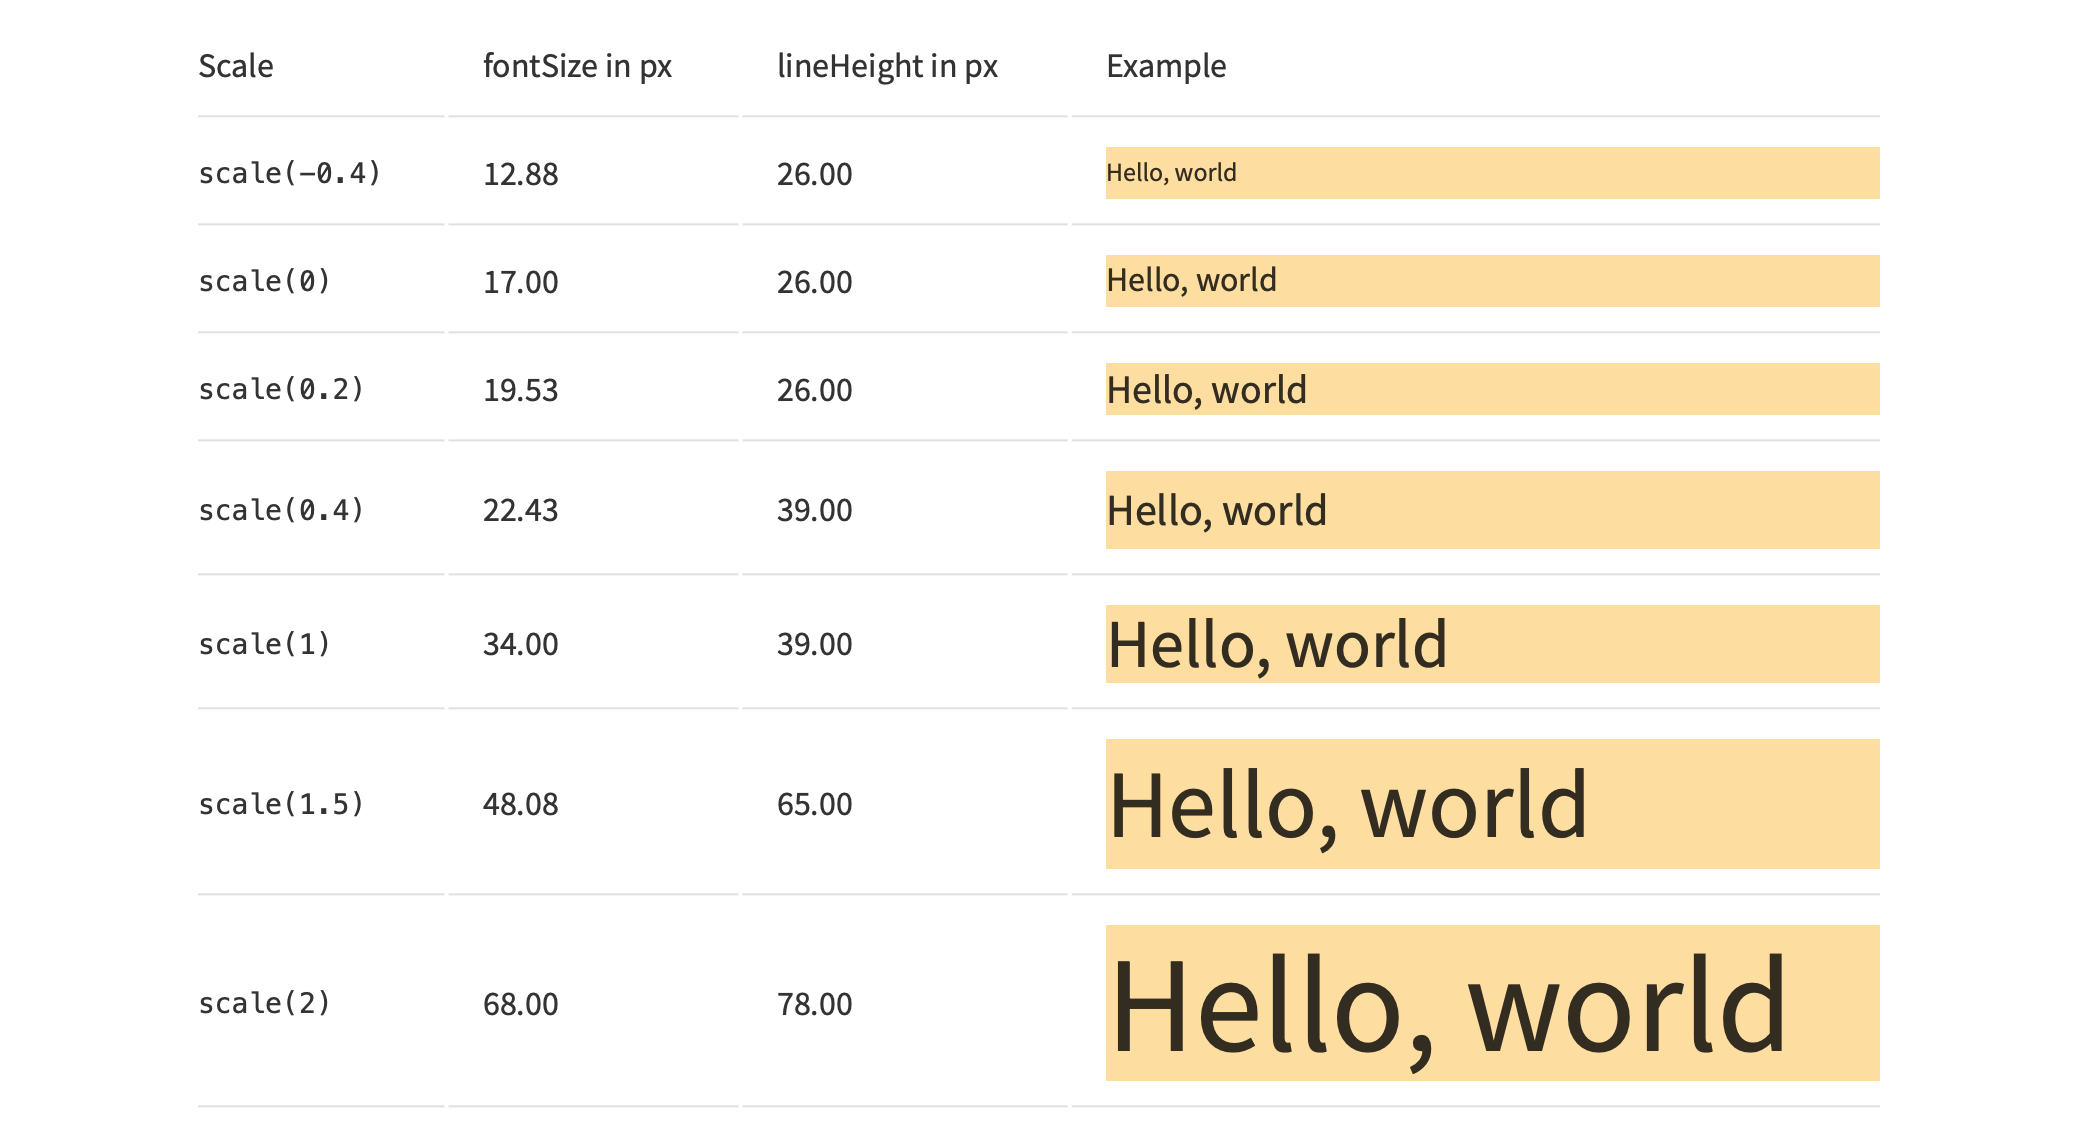 Scale fontSize in px lineHeight in px Example
scale(-0.4) 12.88 26.00 Hello, world
scale(0) 17.00 26.00 Hello, world
scale(0.2) 19.53 26.00 Hello, world
scale(0.4) 22.43 39.00 Hello, world
scale(1) 34.00 39.00 Hello, world
scale(1.5) 48.08 65.00 Hello, world
scale(2) 68.00 78.00 Hello, world